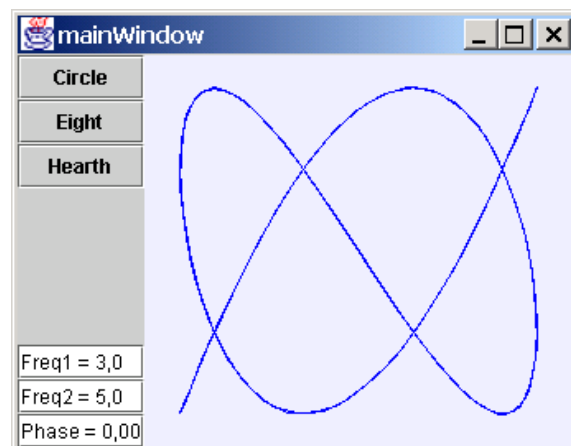 mainWindow
Circle
Eight
Hearth
Freq1 = 3,0
Freq2 = 5,0
Phase = 0,00